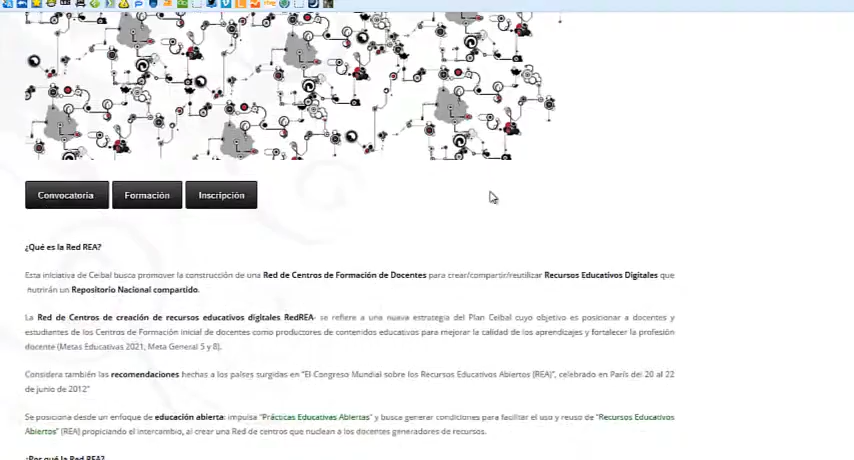 Convocatoria
Formación
Inscripción
¿Qué es la Red REA?
Esta iniciativa de Ceibal busca promover la construcción de una Red de Centros de Formación de Docentes para crear/compartir/reutilizar Recursos Educativos Digitales que
nutrirán un Repositorio Nacional compartido.
La Red de Centros de creación de recursos educativos digitales RedREA- se refiere a una nueva estrategia del Plan Ceibal cuyo objetivo es posicionar a docentes y
estudiantes de los Centros de Formación Inicial de docentes como productores de contenidos educativos para mejorar la calidad de los aprendizajes y fortalecer la profesión
docente (Metas Educativas 2021, Meta General 5 y 8).
Considera también las recomendaciones hechas a los países surgidas en "El Congreso Mundial sobre los Recursos Educativos Abiertos (REA)", celebrado en París del 20 al 22
de junio de 2012"
Se posiciona desde un enfoque de educación abierta: impulsa "Prácticas Educativas Abiertas" y busca generar condiciones para facilitar el uso y reuso de "Recursos Educativos
Abiertos" (REA) propiciando el intercambio, al crear una Red de centros que nuclean a los docentes generadores de recursos.
¿Por qué la Red REA?